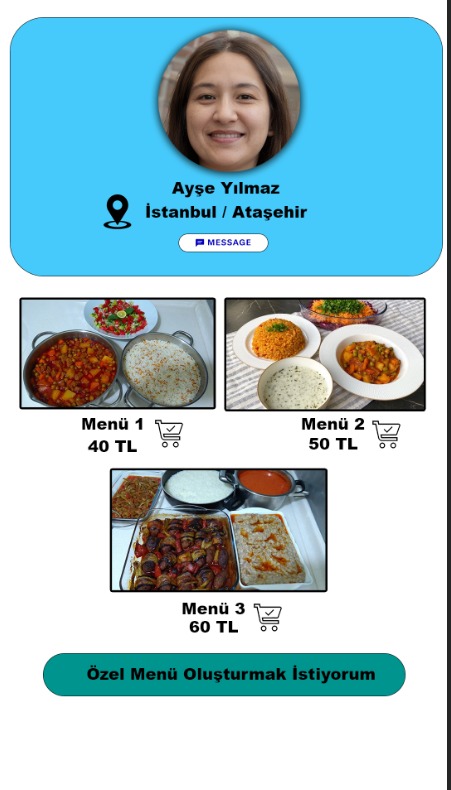 Ayşe Yılmaz
İstanbul / Ataşehir
MESSAGE
Menü 1
40 TL
Menü 2
50 TL
Menü 3
60 TL
Özel Menü Oluşturmak İstiyorum